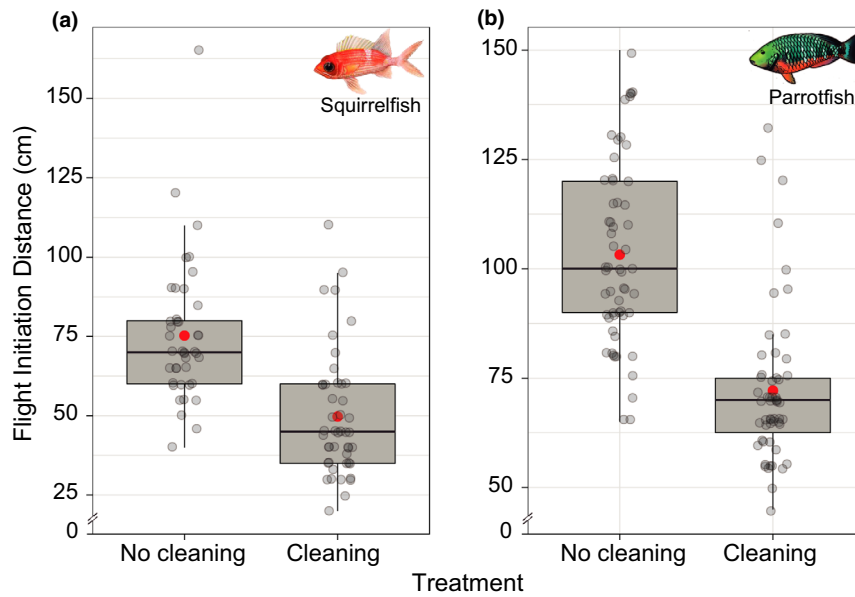 (a)
Squirrelfish
150
125
100
75
50
25
0
No cleaning Cleaning
Flight Initiation Distance (cm)
(b)
Parrotfish
150
125
100
75
50
0
No cleaning Cleaning
Treatment